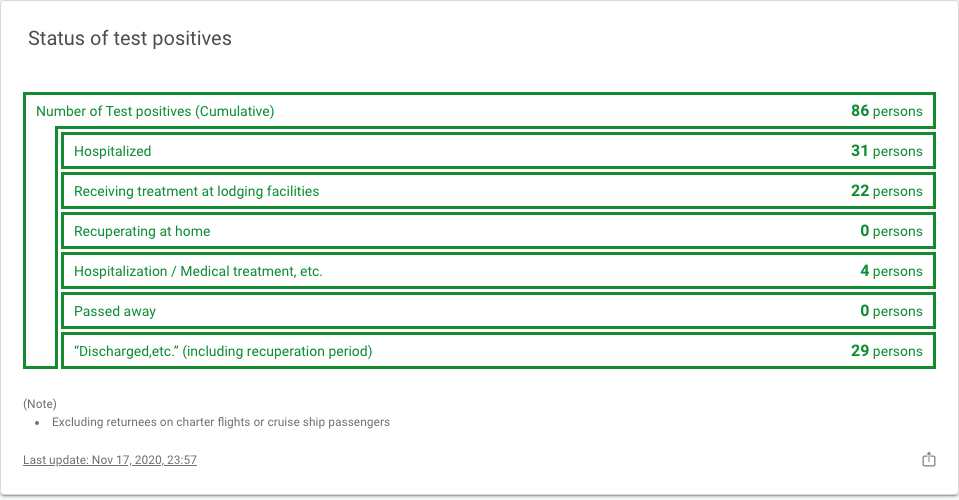 Status of test positives
Number of Test positives (Cumulative) 86 persons
Hospitalized 31 persons
Receiving treatment at lodging facilities 22 persons
Recuperating at home 0 persons
Hospitalization / Medical treatment, etc. 4 persons
Passed away 0 persons
“Discharged,etc.” (including recuperation period) 29 persons
(Note)
• Excluding returnees on charter flights or cruise ship passengers
Last update: Nov 17, 2020, 23:57